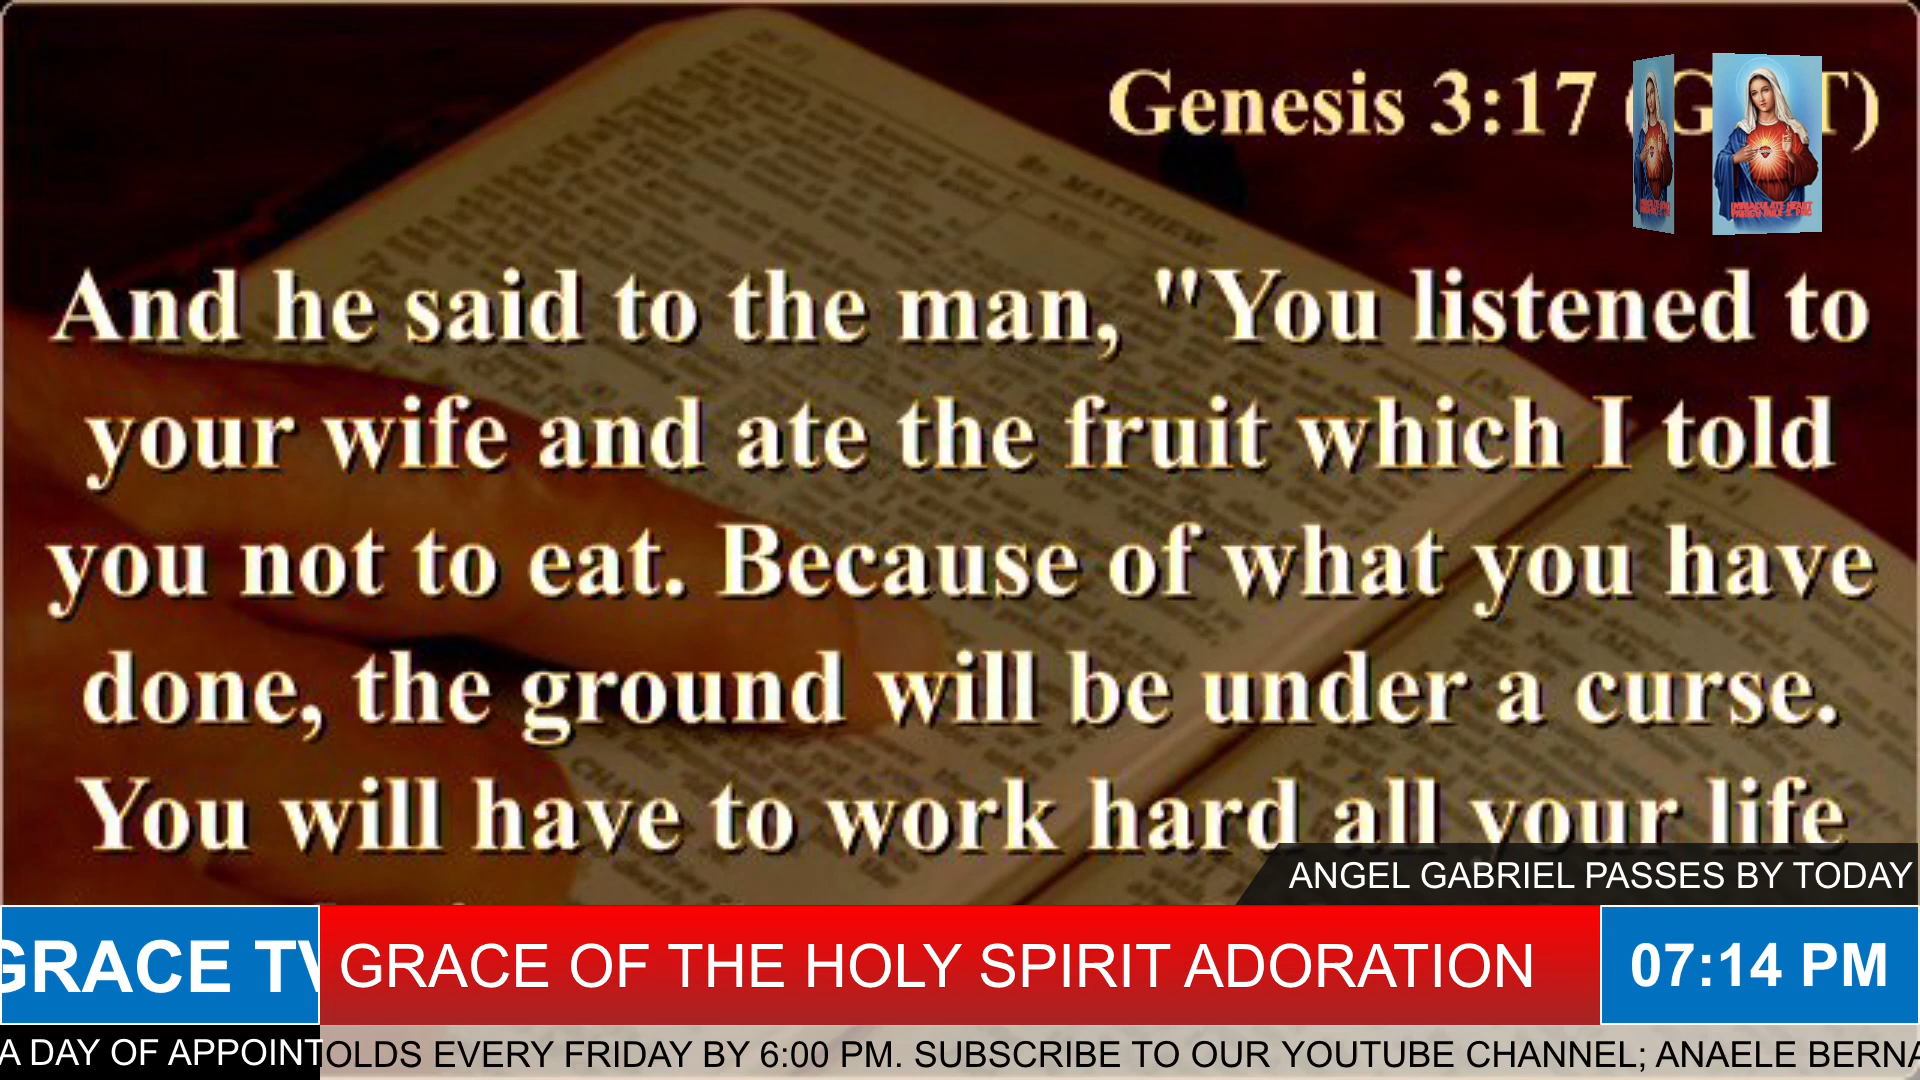 Genesis 3:17 (G T)
And he said to the man, "You listened to
your wife and ate the fruit which I told
you not to eat. Because of what you have
done, the ground will be under a curse.
You will have to work hard all your life
ANGEL GABRIEL PASSES BY TODAY
GRACE TV
GRACE OF THE HOLY SPIRIT ADORATION
07:14 PM
A DAY OF APPOINT
OLDS EVERY FRIDAY BY 6:00 PM. SUBSCRIBE TO OUR YOUTUBE CHANNEL; ANAELE BERNA